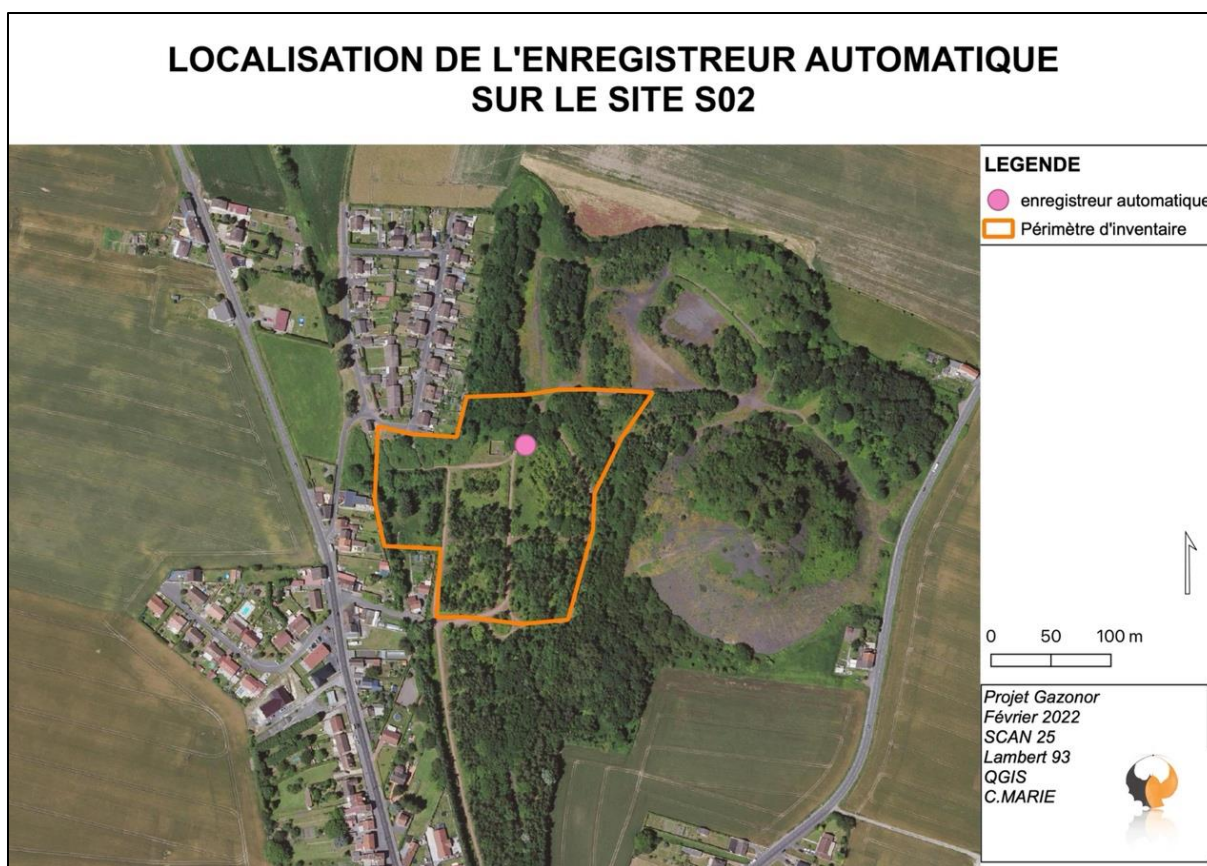 LOCALISATION DE L'ENREGISTREUR AUTOMATIQUE
SUR LE SITE S02
LEGENDE
enregistreur automatique
Périmètre d'inventaire
0 50 100 m
Projet Gazonor
Février 2022
SCAN 25
Lambert 93
QGIS
C.MARIE